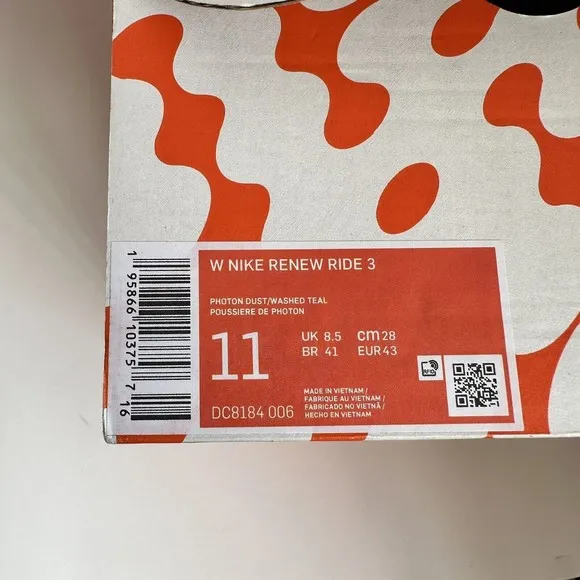 W NIKE RENEW RIDE 3
PHOTON DUST/WASHED TEAL
POUSSIERE DE PHOTON
11
UK 8.5 cm 28
BR 41 EUR 43
DC8184 006
MADE IN VIETNAM /
FABRIQUE AU VIETNAM /
FABRICADO NO VIETNÃ /
HECHO EN VIETNAM
RFID
1 95866 10375 7 16